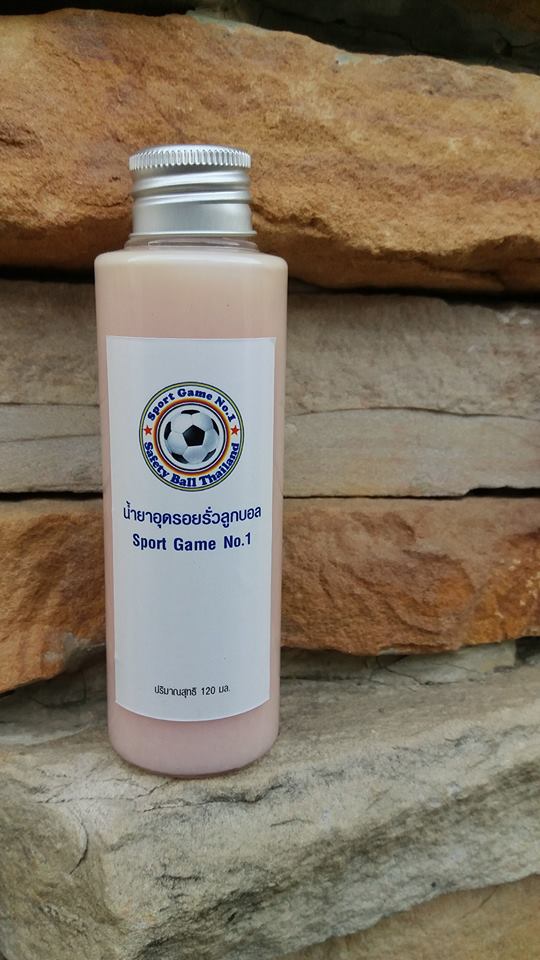 Sport Game No.1
Safety Ball Thailand
น้ำยาอุดรอยรั่วลูกบอล
Sport Game No.1
ปริมาณสุทธิ 120 มล.